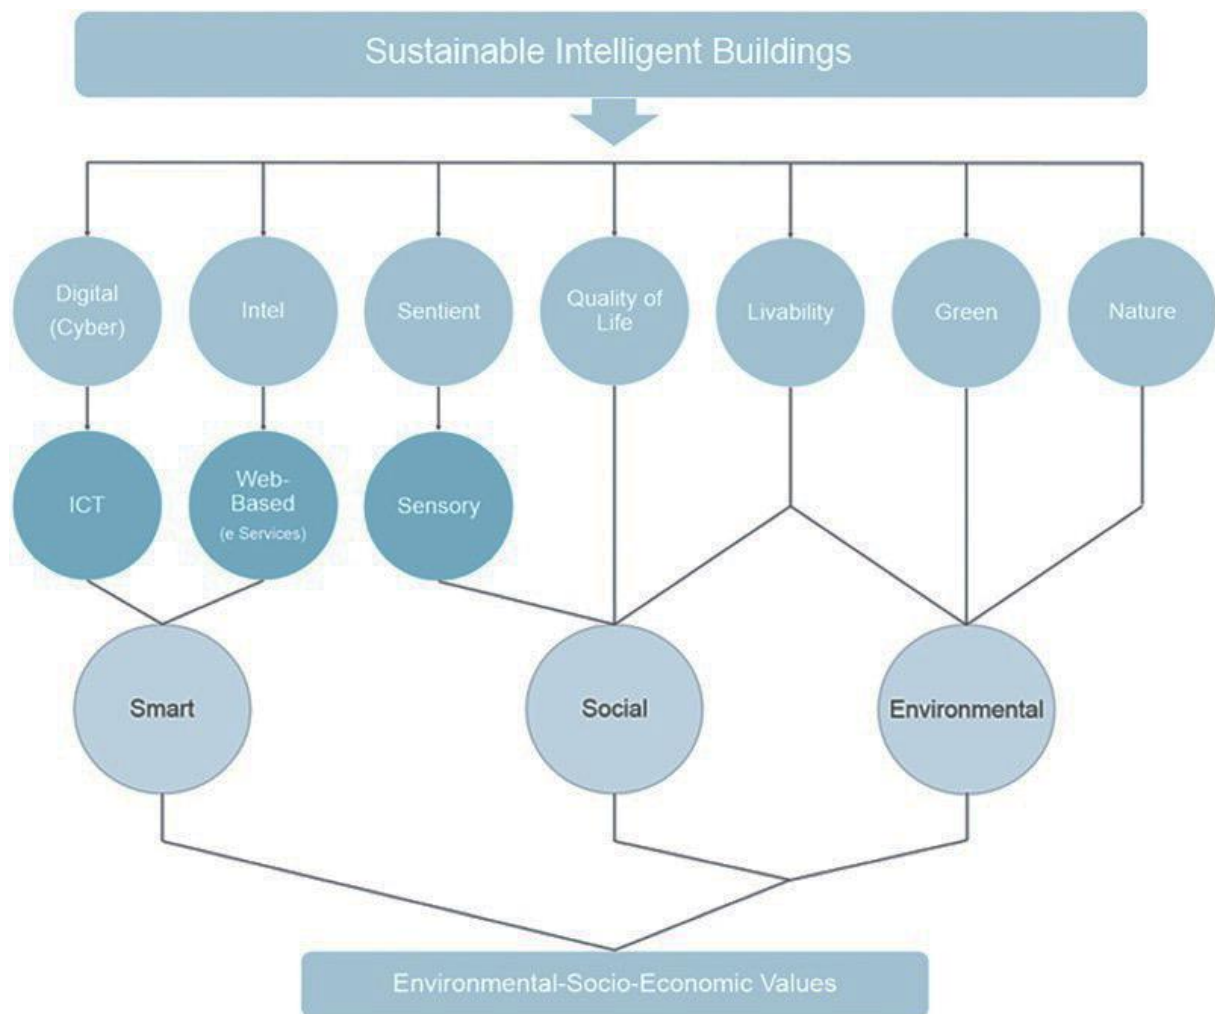 Sustainable Intelligent Buildings
Digital
(Cyber)
Intel
Sentient
Quality of
Life
Livability
Green
Nature
ICT
Web-
Based
(e Services)
Sensory
Smart
Social
Environmental
Environmental-Socio-Economic Values